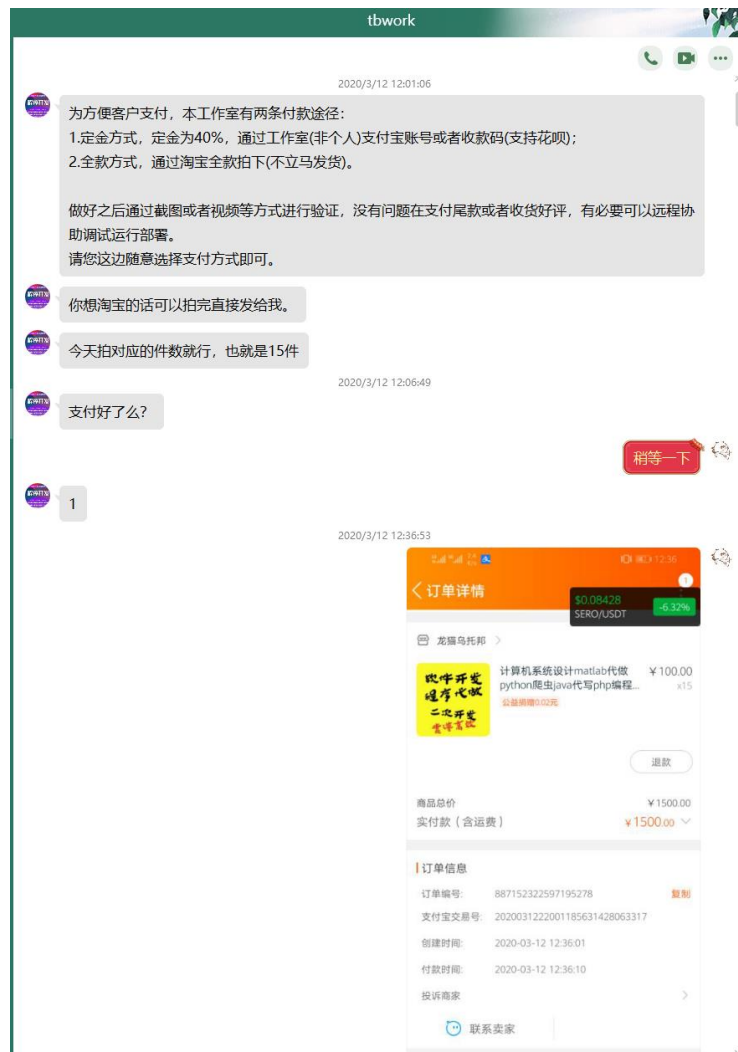 tbwork
2020/3/12 12:01:06
为方便客户支付，本工作室有两条付款途径：
1.定金方式，定金为40%，通过工作室(非个人)支付宝账号或者收款码(支持花呗)；
2.全款方式，通过淘宝全款拍下(不立马发货)。
做好之后通过截图或者视频等方式进行验证，没有问题在支付尾款或者收货好评，有必要可以远程协
助调试运行部署。
请您这边随意选择支付方式即可。
你想淘宝的话可以拍完直接发给我。
今天拍对应的件数就行，也就是15件
2020/3/12 12:06:49
支付好了么？
稍等一下
1
2020/3/12 12:36:53
12:36
订单详情
1
$0.08428
SERO/USDT
-6.32%
龙猫乌托邦
软件开发
程序代做
二次开发
计算机系统设计matlab代做
￥100.00
python爬虫java代写php编程...
x15
公益捐赠0.02元
退款
商品总价
￥1500.00
实付款（含运费）
￥1500.00
订单信息
订单编号:
887152322597195278
复制
支付宝交易号:
2020031222001185631428063317
创建时间:
2020-03-12 12:36:01
付款时间:
2020-03-12 12:36:10
投诉商家
联系卖家